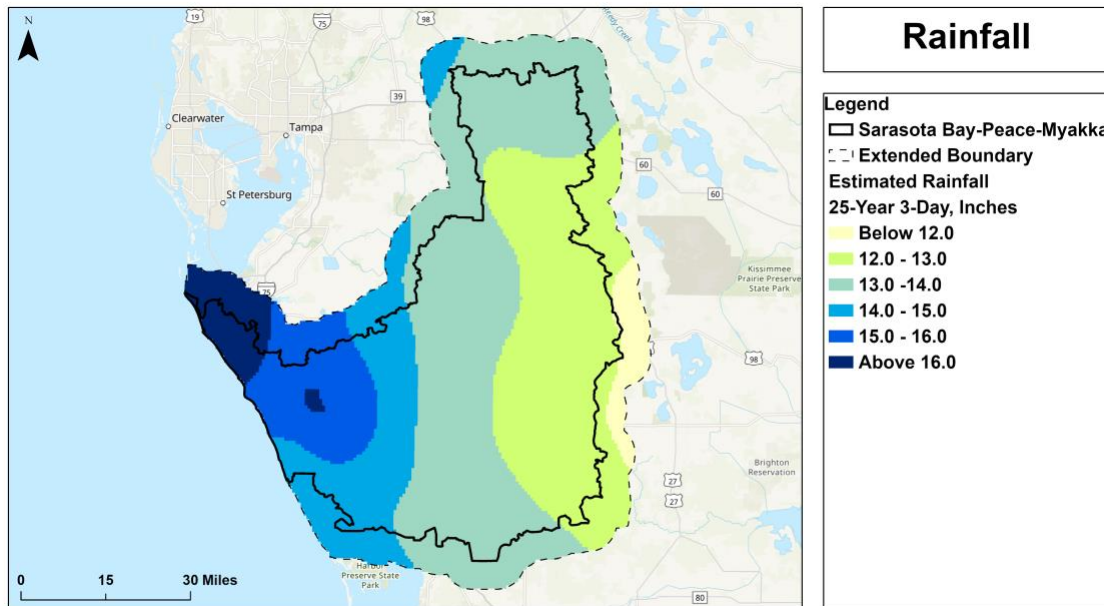 Rainfall
Legend
Sarasota Bay-Peace-Myakka
Extended Boundary
Estimated Rainfall
25-Year 3-Day, Inches
Below 12.0
12.0 - 13.0
13.0 -14.0
14.0 - 15.0
15.0 - 16.0
Above 16.0
N
19
75
98
Reedy Creek
39
Clearwater
Tampa
60
St Petersburg
60
75
Kissimmee
Prairie Preserve
State Park
98
Brighton
Reservation
27
27
Harbor
Preserve State
Park
80
0 15 30 Miles